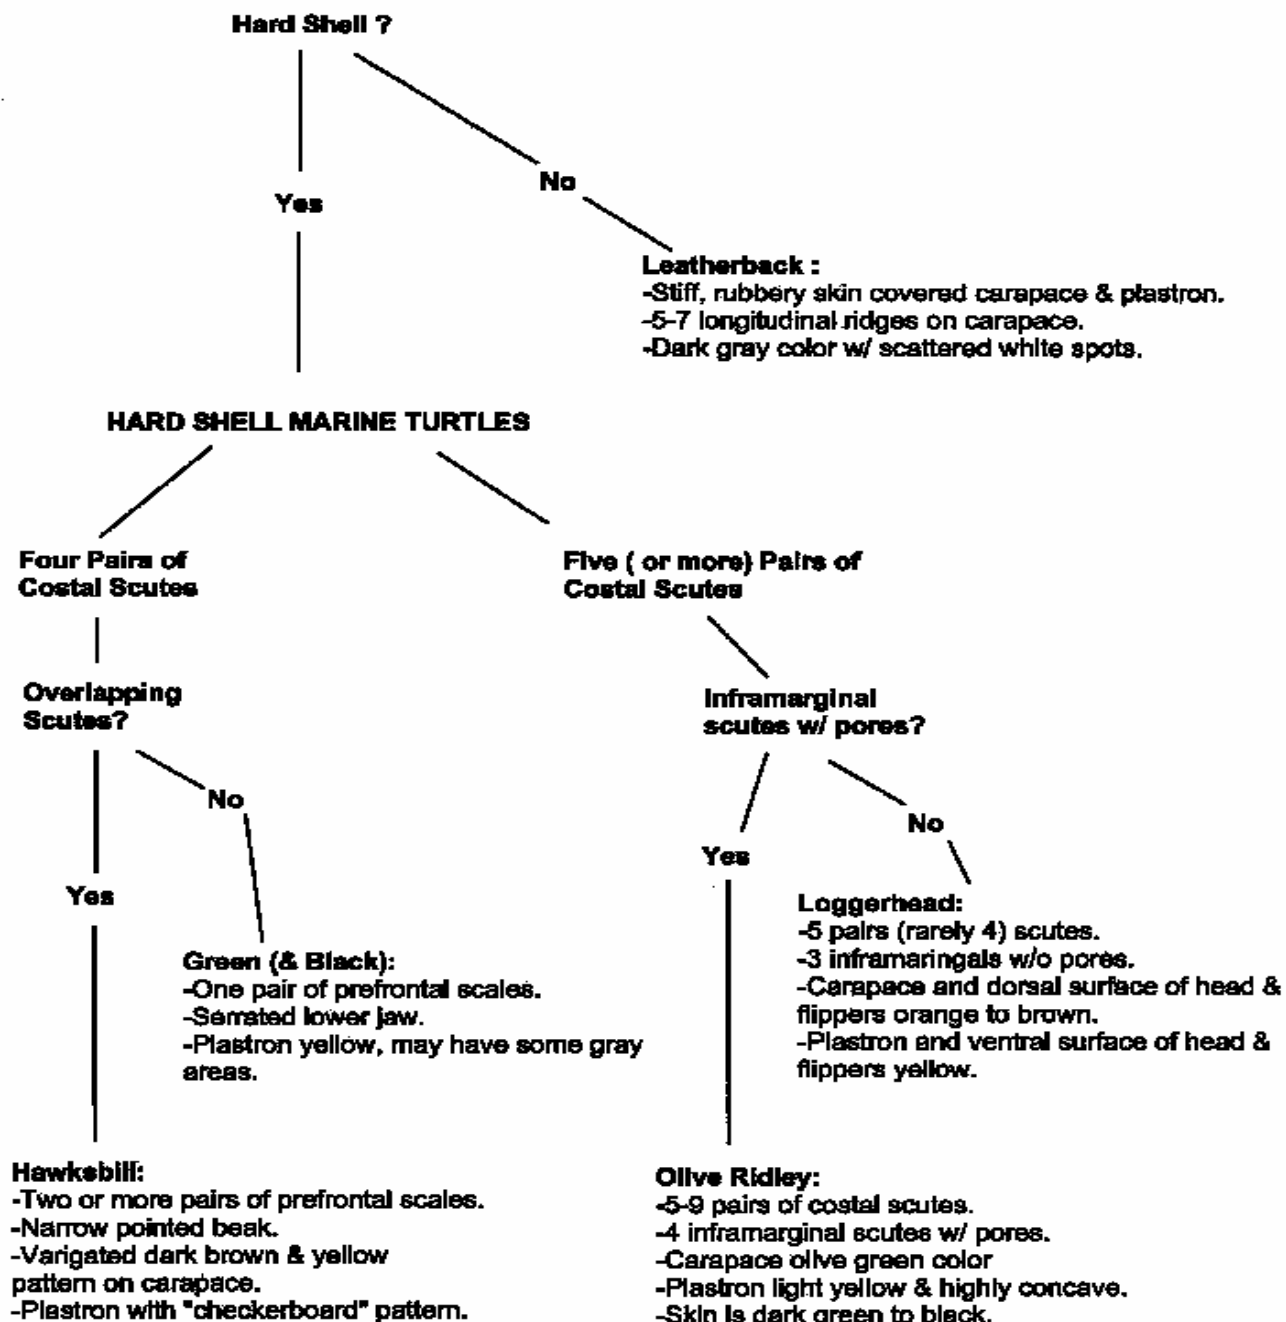 Hard Shell ?
No
Yes
Leatherback :
-Stiff, rubbery skin covered carapace & plastron.
-5-7 longitudinal ridges on carapace.
-Dark gray color w/ scattered white spots.
HARD SHELL MARINE TURTLES
Four Pairs of
Costal Scutes
Five ( or more) Pairs of
Costal Scutes
Overlapping
Scutes?
Inframarginal
scutes w/ pores?
No
No
Yes
Yes
Loggerhead:
-5 pairs (rarely 4) scutes.
-3 inframaringals w/o pores.
-Carapace and dorsal surface of head &
flippers orange to brown.
-Plastron and ventral surface of head &
flippers yellow.
Green (& Black):
-One pair of prefrontal scales.
-Serrated lower jaw.
-Plastron yellow, may have some gray
areas.
Hawksbill:
-Two or more pairs of prefrontal scales.
-Narrow pointed beak.
-Varigated dark brown & yellow
pattern on carapace.
-Plastron with "checkerboard" pattern.
Olive Ridley:
-5-9 pairs of costal scutes.
-4 inframarginal scutes w/ pores.
-Carapace olive green color
-Plastron light yellow & highly concave.
-Skin is dark green to black.